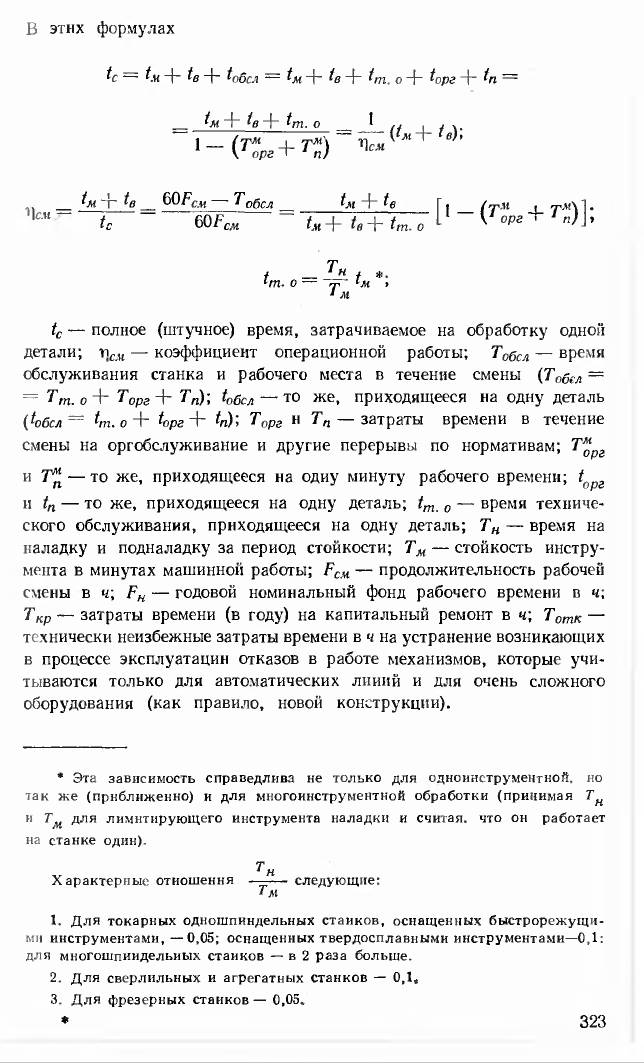 В этих формулах
t_с = t_м + t_в + t_обсл = t_м + t_в + t_т. о + t_орг + t_п =
= (t_м + t_в + t_т. о) / (1 — (T^м_орг + T^м_п)) = 1/η_см (t_м + t_в);
η_см = (t_м + t_в) / t_с = (60F_см — T_обсл) / 60F_см = (t_м + t_в) / (t_м + t_в + t_т. о) [1 — (T^м_орг + T^м_п)];
t_т. о = T_н / T_м t_м *;
t_с — полное (штучное) время, затрачиваемое на обработку одной
детали; η_см — коэффициент операционной работы; T_обсл — время
обслуживания станка и рабочего места в течение смены (T_обсл =
= T_т. о + T_орг + T_п); t_обсл — то же, приходящееся на одну деталь
(t_обсл = t_т. о + t_орг + t_п); T_орг и T_п — затраты времени в течение
смены на оргобслуживание и другие перерывы по нормативам; T^м_орг
и T^м_п — то же, приходящееся на одну минуту рабочего времени; t_орг
и t_п — то же, приходящееся на одну деталь; t_т. о — время техниче-
ского обслуживания, приходящееся на одну деталь; T_н — время на
наладку и подналадку за период стойкости; T_м — стойкость инстру-
мента в минутах машинной работы; F_см — продолжительность рабочей
смены в ч; F_н — годовой номинальный фонд рабочего времени в ч;
T_кр — затраты времени (в году) на капитальный ремонт в ч; T_отк —
технически неизбежные затраты времени в ч на устранение возникающих
в процессе эксплуатации отказов в работе механизмов, которые учи-
тываются только для автоматических линий и для очень сложного
оборудования (как правило, новой конструкции).
* Эта зависимость справедлива не только для одноинструментной, но
так же (приближенно) и для многоинструментной обработки (принимая T_н
и T_м для лимитирующего инструмента наладки и считая. что он работает
на станке один).
Характерные отношения T_н / T_м следующие:
1. Для токарных одношпиндельных станков, оснащенных быстрорежущи-
ми инструментами, — 0,05; оснащенных твердосплавными инструментами—0,1:
для многошпиндельных станков — в 2 раза больше.
2. Для сверлильных и агрегатных станков — 0,1.
3. Для фрезерных станков — 0,05.
* 323